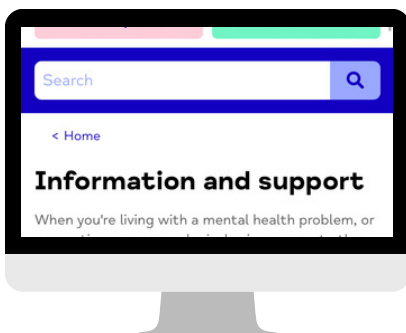 Search
< Home
Information and support
When you're living with a mental health problem, or